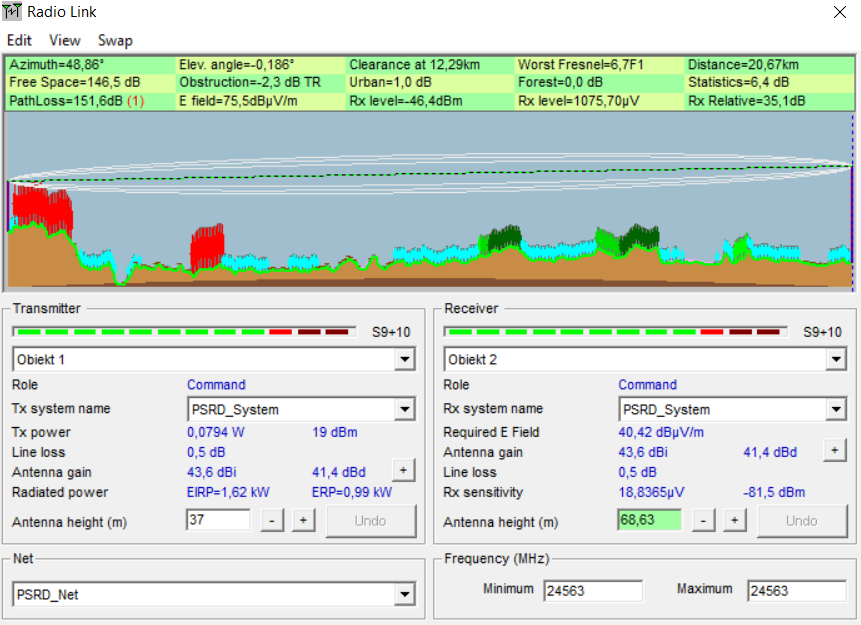 Radio Link
Edit View Swap
Azimuth=48,86° Elev. angle=-0,186° Clearance at 12,29km Worst Fresnel=6,7F1 Distance=20,67km
Free Space=146,5 dB Obstruction=-2,3 dB TR Urban=1,0 dB Forest=0,0 dB Statistics=6,4 dB
PathLoss=151,6dB (1) E field=75,5dBµV/m Rx level=-46,4dBm Rx level=1075,70µV Rx Relative=35,1dB
Transmitter
S9+10
Obiekt 1
Role Command
Tx system name PSRD_System
Tx power 0,0794 W 19 dBm
Line loss 0,5 dB
Antenna gain 43,6 dBi 41,4 dBd +
Radiated power EIRP=1,62 kW ERP=0,99 kW
Antenna height (m) 37 - + Undo
Receiver
S9+10
Obiekt 2
Role Command
Rx system name PSRD_System
Required E Field 40,42 dBµV/m
Antenna gain 43,6 dBi 41,4 dBd +
Line loss 0,5 dB
Rx sensitivity 18,8365µV -81,5 dBm
Antenna height (m) 68,63 - + Undo
Net
PSRD_Net
Frequency (MHz)
Minimum 24563 Maximum 24563